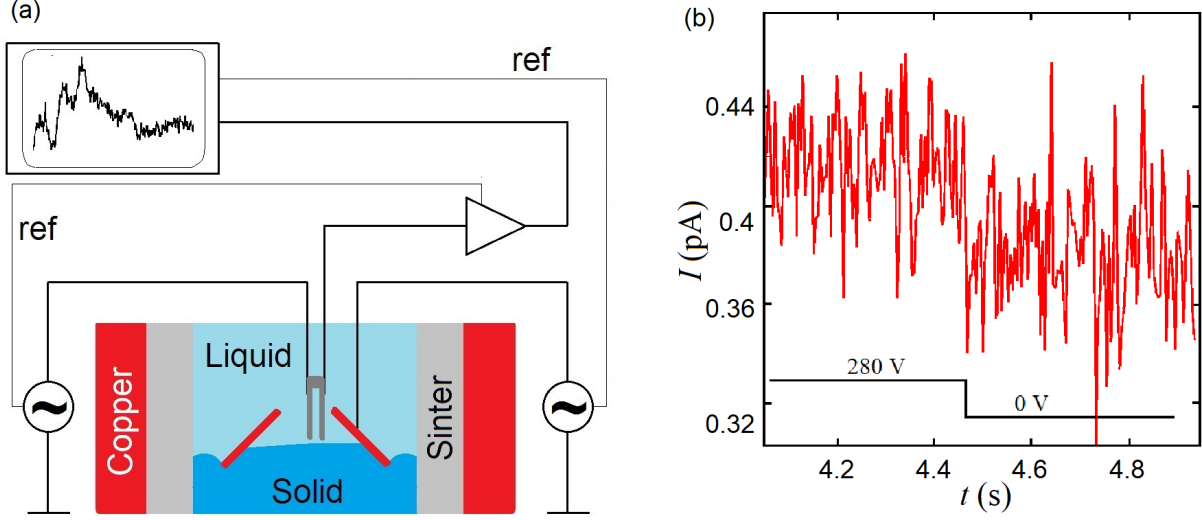 (a)
ref
ref
Liquid
Copper
Sinter
Solid
~
~
(b)
I (pA)
0.44
0.4
0.36
0.32
280 V
0 V
4.2 4.4 4.6 4.8
t (s)